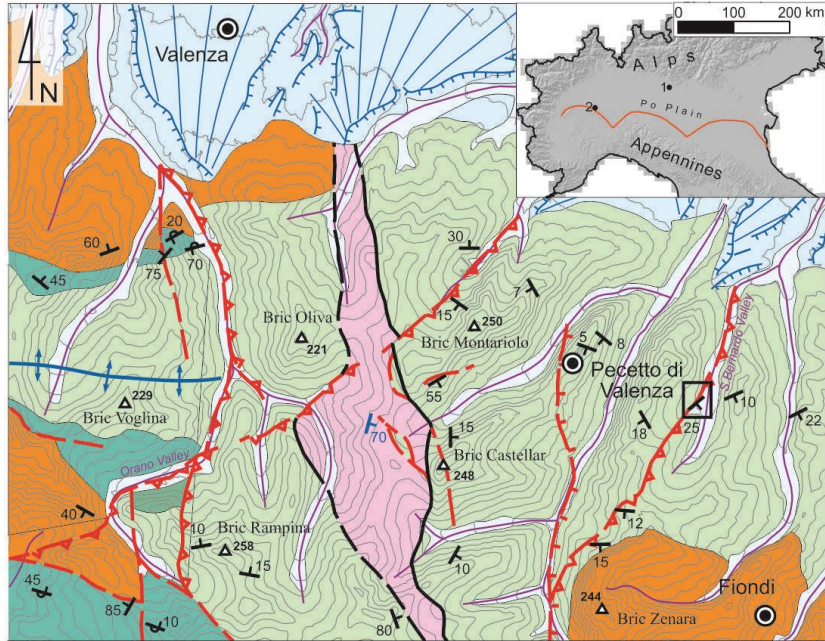 0 100 200 km
Valenza
N
Alps
1
2
Po Plain
Appennines
20
60
70
75
45
30
7
15
250
Bric Montariolo
Bric Oliva
221
5
8
Pecetto di
Valenza
S. Bernardo Valley
55
229
Bric Voglina
70
15
10
25
18
22
Bric Castellar
248
Orano Valley
40
10
Bric Rampina
258
15
12
10
15
45
85
10
80
244
Bric Zenara
Fiondi